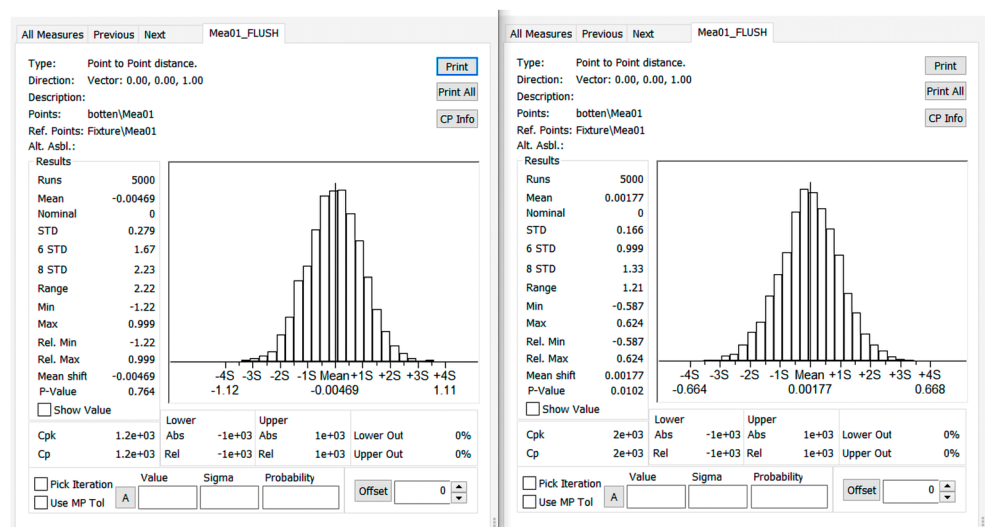 All Measures Previous Next Mea01_FLUSH
Type: Point to Point distance.
Print
Direction: Vector: 0.00, 0.00, 1.00
Description:
Print All
Points: botten\Mea01
CP Info
Ref. Points: Fixture\Mea01
Alt. Asbl.:
Results
Runs 5000
Mean -0.00469
Nominal 0
STD 0.279
6 STD 1.67
8 STD 2.23
Range 2.22
Min -1.22
Max 0.999
Rel. Min -1.22
Rel. Max 0.999
Mean shift -0.00469
P-Value 0.764
-4S -3S -2S -1S Mean +1S +2S +3S +4S
-1.12 -0.00469 1.11
Show Value
Lower Upper
Cpk 1.2e+03 Abs -1e+03 Abs 1e+03 Lower Out 0%
Cp 1.2e+03 Rel -1e+03 Rel 1e+03 Upper Out 0%
Value Sigma Probability
Pick Iteration
Use MP Tol A
Offset 0
All Measures Previous Next Mea01_FLUSH
Type: Point to Point distance.
Print
Direction: Vector: 0.00, 0.00, 1.00
Description:
Print All
Points: botten\Mea01
CP Info
Ref. Points: Fixture\Mea01
Alt. Asbl.:
Results
Runs 5000
Mean 0.00177
Nominal 0
STD 0.166
6 STD 0.999
8 STD 1.33
Range 1.21
Min -0.587
Max 0.624
Rel. Min -0.587
Rel. Max 0.624
Mean shift 0.00177
P-Value 0.0102
-4S -3S -2S -1S Mean +1S +2S +3S +4S
-0.664 0.00177 0.668
Show Value
Lower Upper
Cpk 2e+03 Abs -1e+03 Abs 1e+03 Lower Out 0%
Cp 2e+03 Rel -1e+03 Rel 1e+03 Upper Out 0%
Value Sigma Probability
Pick Iteration
Use MP Tol A
Offset 0